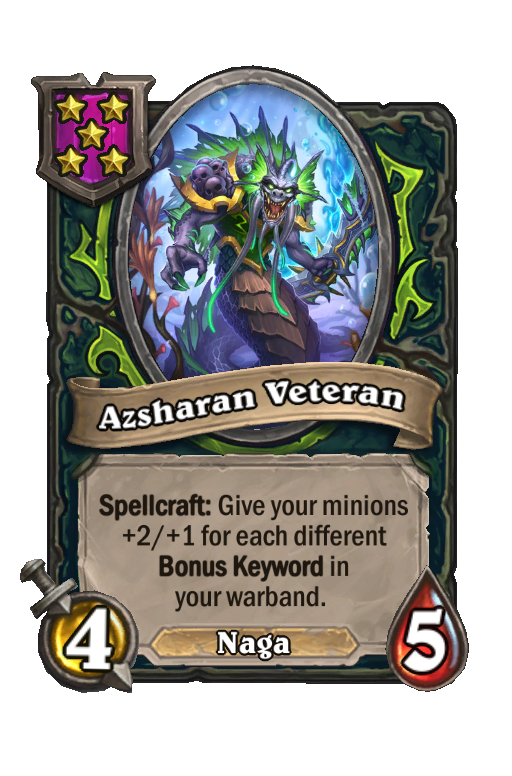 Azsharan Veteran
Spellcraft: Give your minions
+2/+1 for each different
Bonus Keyword in
your warband.
4
Naga
5